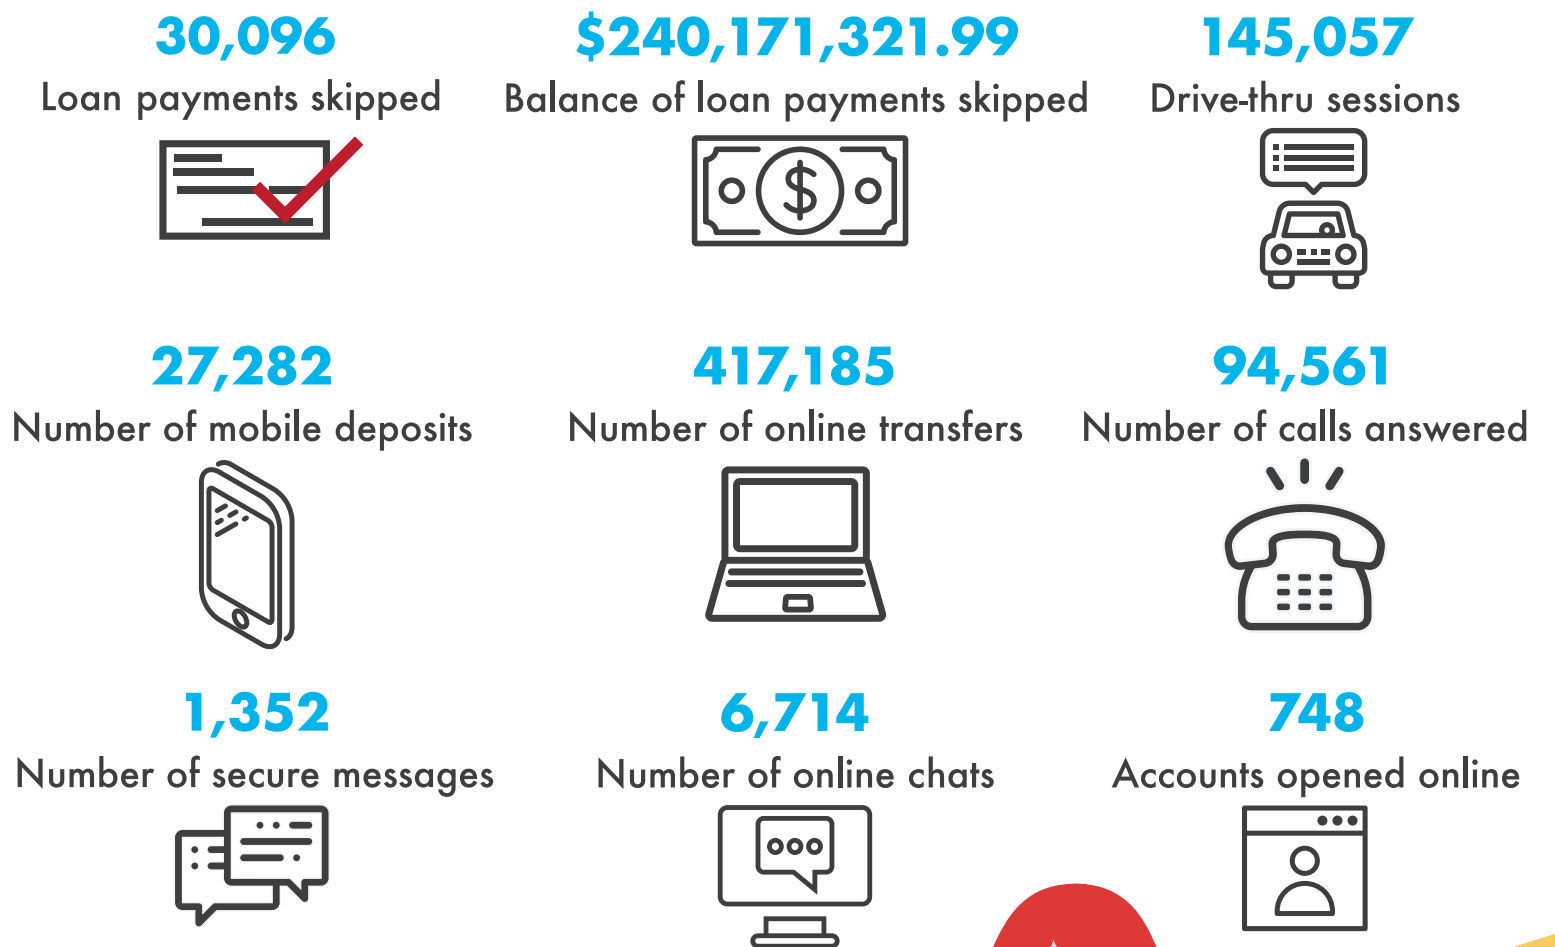 30,096
Loan payments skipped
$240,171,321.99
Balance of loan payments skipped
145,057
Drive-thru sessions
$
27,282
Number of mobile deposits
417,185
Number of online transfers
94,561
Number of calls answered
1,352
Number of secure messages
6,714
Number of online chats
748
Accounts opened online